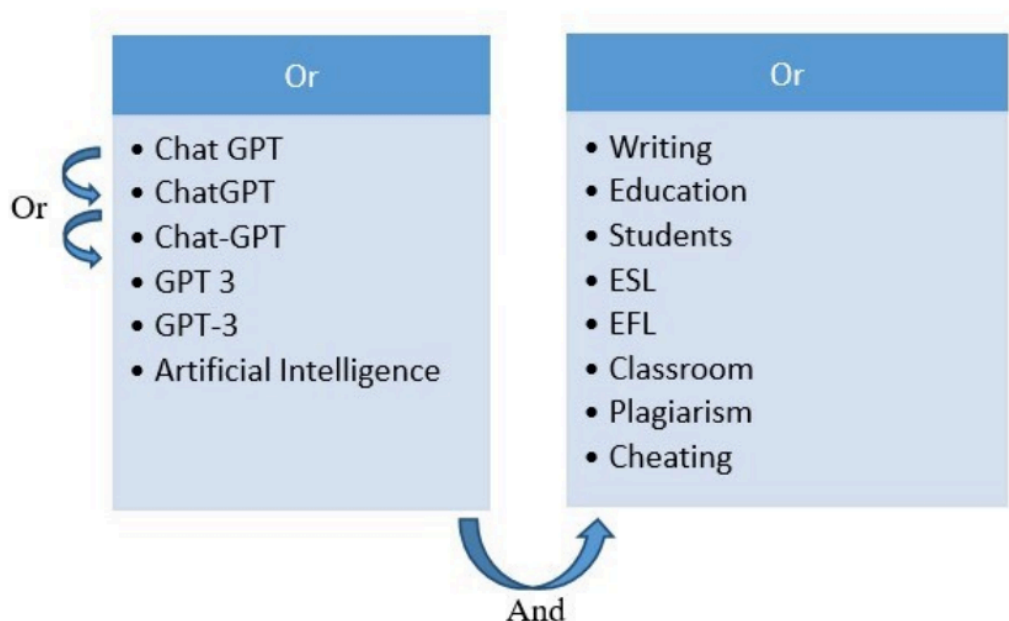 Or
• Chat GPT
• ChatGPT
• Chat-GPT
• GPT 3
• GPT-3
• Artificial Intelligence
Or
Or
• Writing
• Education
• Students
• ESL
• EFL
• Classroom
• Plagiarism
• Cheating
And